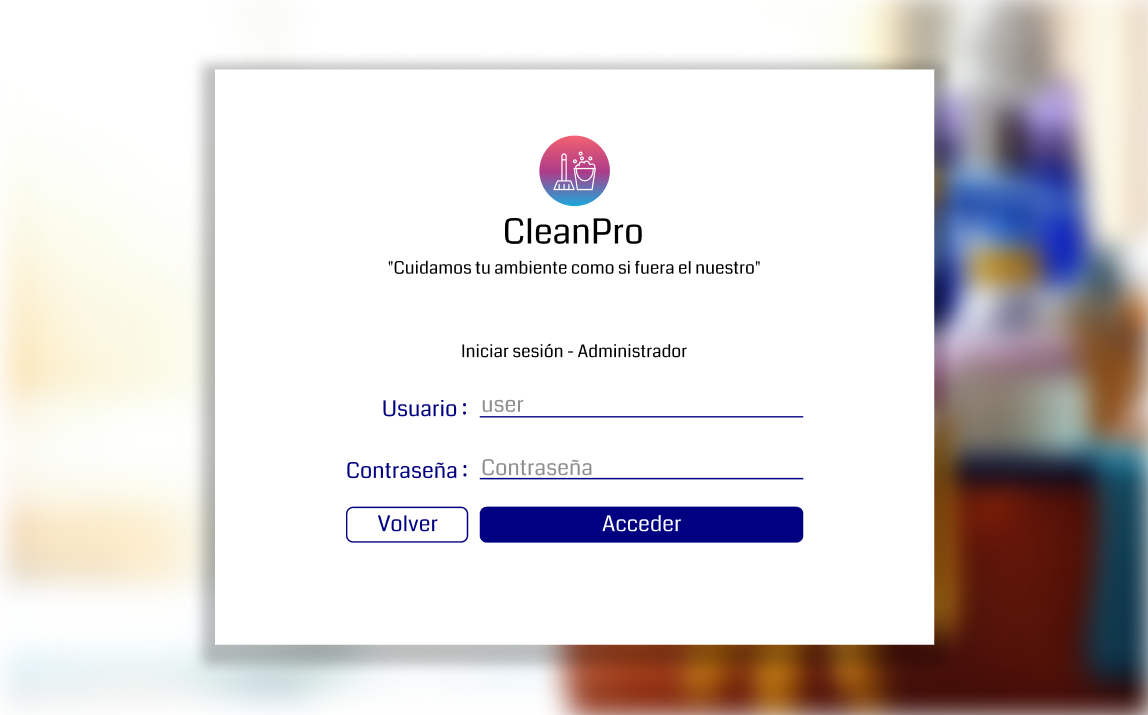 CleanPro
"Cuidamos tu ambiente como si fuera el nuestro"
Iniciar sesión - Administrador
Usuario : user
Contraseña : Contraseña
Volver Acceder